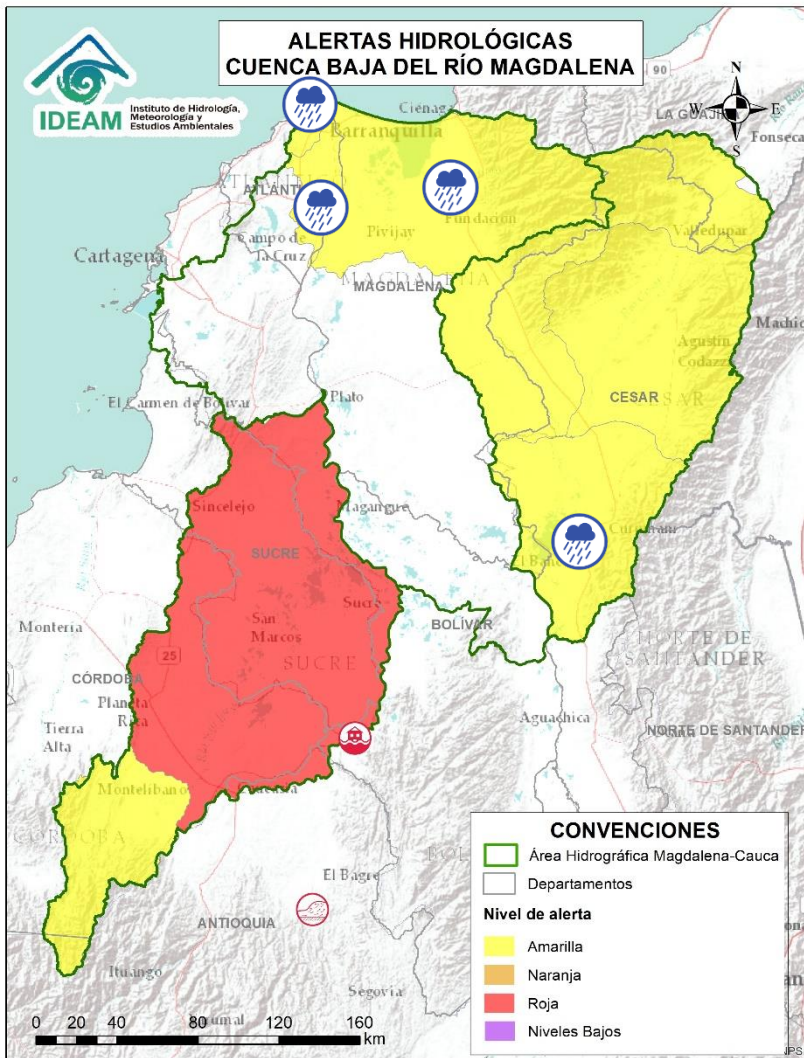 ALERTAS HIDROLÓGICAS
CUENCA BAJA DEL RÍO MAGDALENA
IDEAM
Instituto de Hidrología,
Meteorología y
Estudios Ambientales
N
W
E
S
90
Ciénaga
LA GUAJIRA
Fonseca
Barranquilla
Valledupar
Pivijay
Fundación
Campo de
la Cruz
Cartagena
MAGDALENA
MAGDALENA
Agustín
Codazzi
CESAR
El Carmen de Bolívar
Plato
Sincelejo
Magangué
SUCRE
Sucre
San
Marcos
SUCRE
BOLÍVAR
Montería
25
CÓRDOBA
Planeta
Rica
Tierra
Alta
NORTE DE
SANTANDER
Aguachica
NORTE DE SANTANDER
Montelíbano
CÓRDOBA
El Bagre
ANTIOQUIA
Ituango
Segovia
0 20 40 80 120 160
km
CONVENCIONES
Área Hidrográfica Magdalena-Cauca
Departamentos
Nivel de alerta
Amarilla
Naranja
Roja
Niveles Bajos
JPS